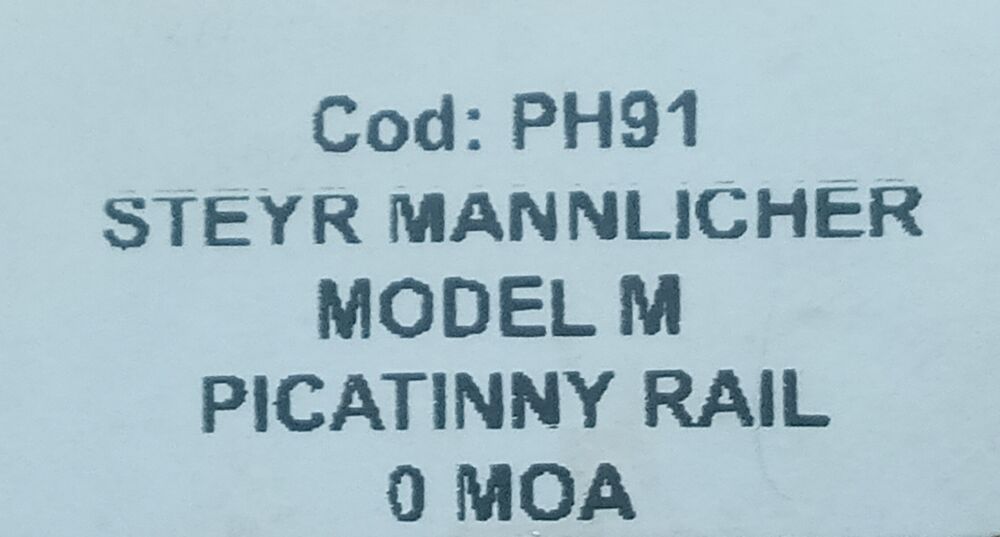 Cod: PH91
STEYR MANNLICHER
MODEL M
PICATINNY RAIL
0 MOA